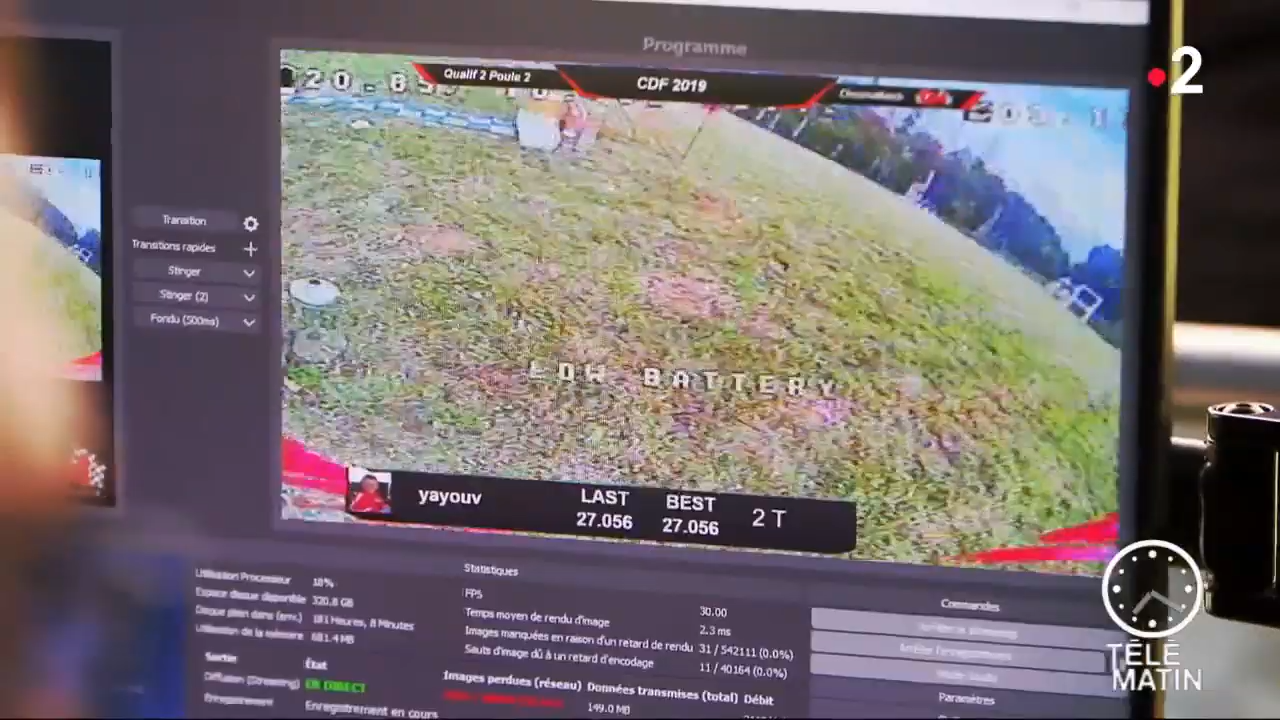 Programme
2
Qualif 2 Poule 2
CDF 2019
Transition
Transitions rapides
Stinger
Stinger (2)
Fondu (500ms)
LOW BATTERY
yayouv
LAST
BEST
2 T
27.056
27.056
Statistiques
Utilisation Processeur 18%
Espace disque disponible 320.8 GB
Disque plein dans (env.) 181 Heures, 8 Minutes
Utilisation de la mémoire 681.4 MB
FPS 30.00
Temps moyen de rendu d'image 2.3 ms
Images manquées en raison d'un retard de rendu 31 / 542111 (0.0%)
Sauts d'image dû à un retard d'encodage 11 / 40164 (0.0%)
Sortie État
Images perdues (réseau) Données transmises (total) Débit
Diffusion (Streaming) EN DIRECT
149.0 MB
Enregistrement Enregistrement en cours
Commandes
Paramètres
TÉLÉ
MATIN